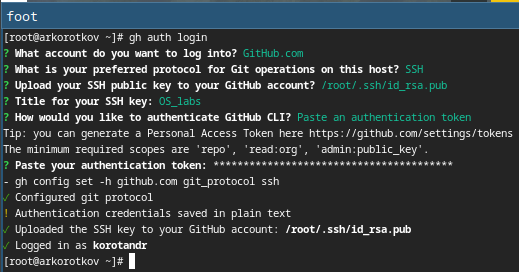 foot
[root@arkorotkov ~]# gh auth login
? What account do you want to log into? GitHub.com
? What is your preferred protocol for Git operations on this host? SSH
? Upload your SSH public key to your GitHub account? /root/.ssh/id_rsa.pub
? Title for your SSH key: OS_labs
? How would you like to authenticate GitHub CLI? Paste an authentication token
Tip: you can generate a Personal Access Token here https://github.com/settings/tokens
The minimum required scopes are 'repo', 'read:org', 'admin:public_key'.
? Paste your authentication token: ****************************************
- gh config set -h github.com git_protocol ssh
✓ Configured git protocol
! Authentication credentials saved in plain text
✓ Uploaded the SSH key to your GitHub account: /root/.ssh/id_rsa.pub
✓ Logged in as korotandr
[root@arkorotkov ~]#